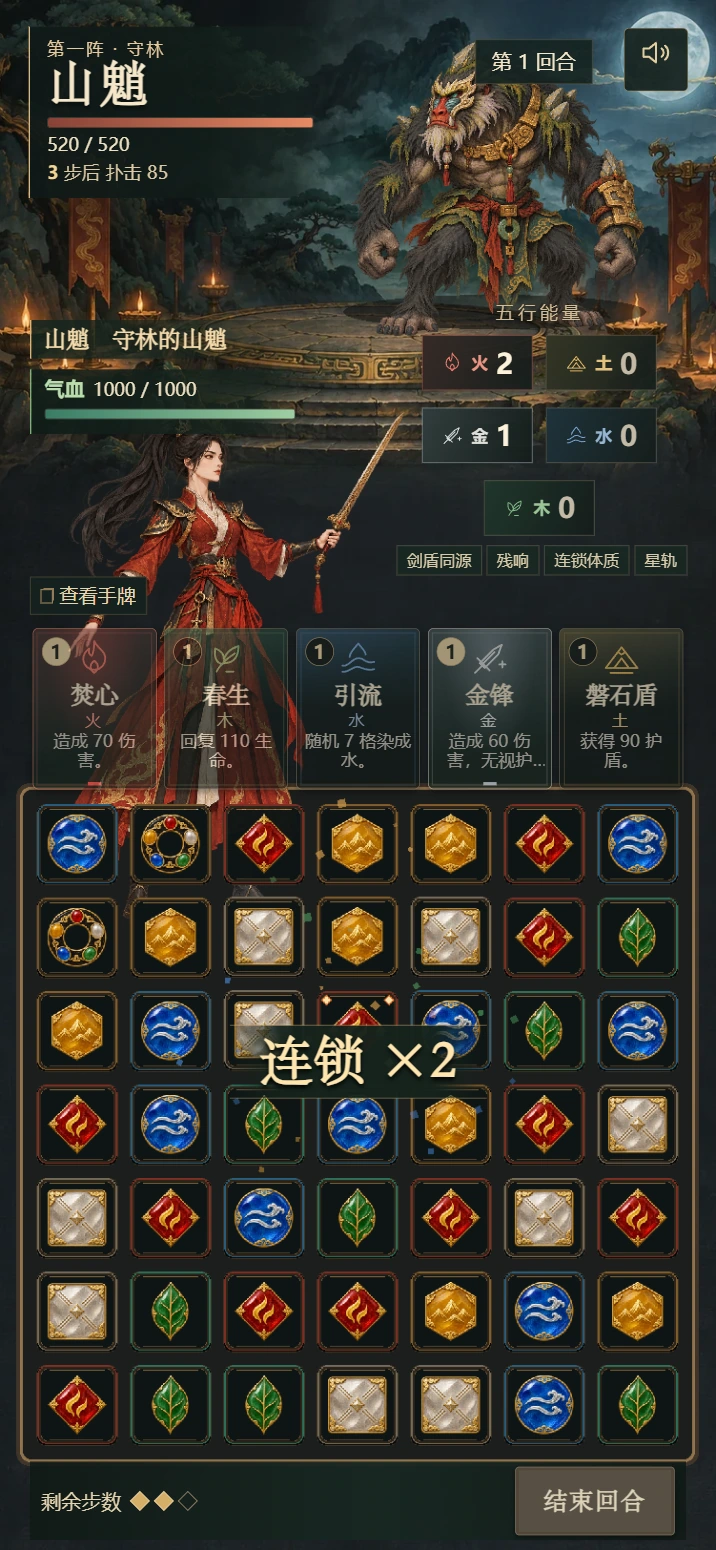 第一阵 · 守林
山魈
520 / 520
3 步后 扑击 85
第 1 回合
山魈 守林的山魈
气血 1000 / 1000
五行能量
火 2
土 0
金 1
水 0
木 0
剑盾同源 残响 连锁体质 星轨
查看手牌
1
焚心
火
造成 70 伤
害。
1
春生
木
回复 110 生
命。
1
引流
水
随机 7 格染成
水。
1
金锋
金
造成 60 伤
害，无视护...
1
磐石盾
土
获得 90 护
盾。
连锁 ×2
剩余步数
结束回合